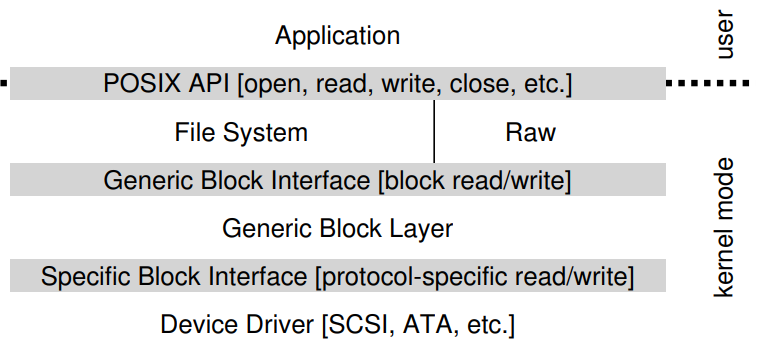 Application
user
POSIX API [open, read, write, close, etc.]
File System
Raw
Generic Block Interface [block read/write]
Generic Block Layer
kernel mode
Specific Block Interface [protocol-specific read/write]
Device Driver [SCSI, ATA, etc.]